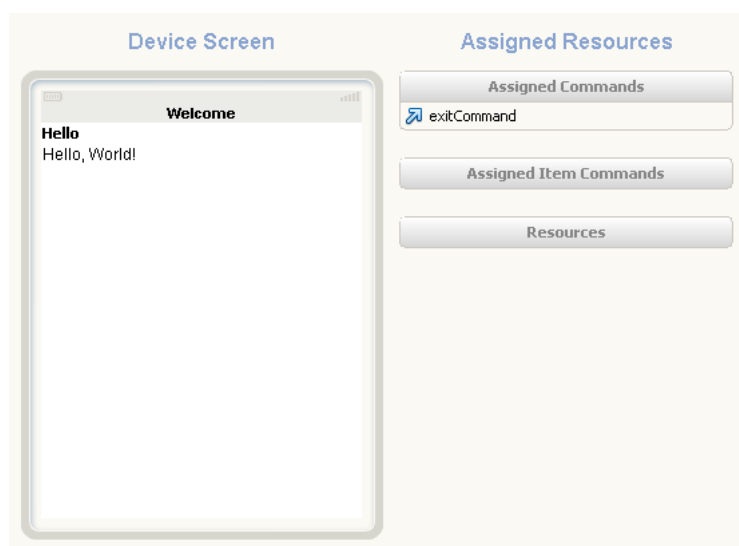 Device Screen
Welcome
Hello
Hello, World!
Assigned Resources
Assigned Commands
exitCommand
Assigned Item Commands
Resources